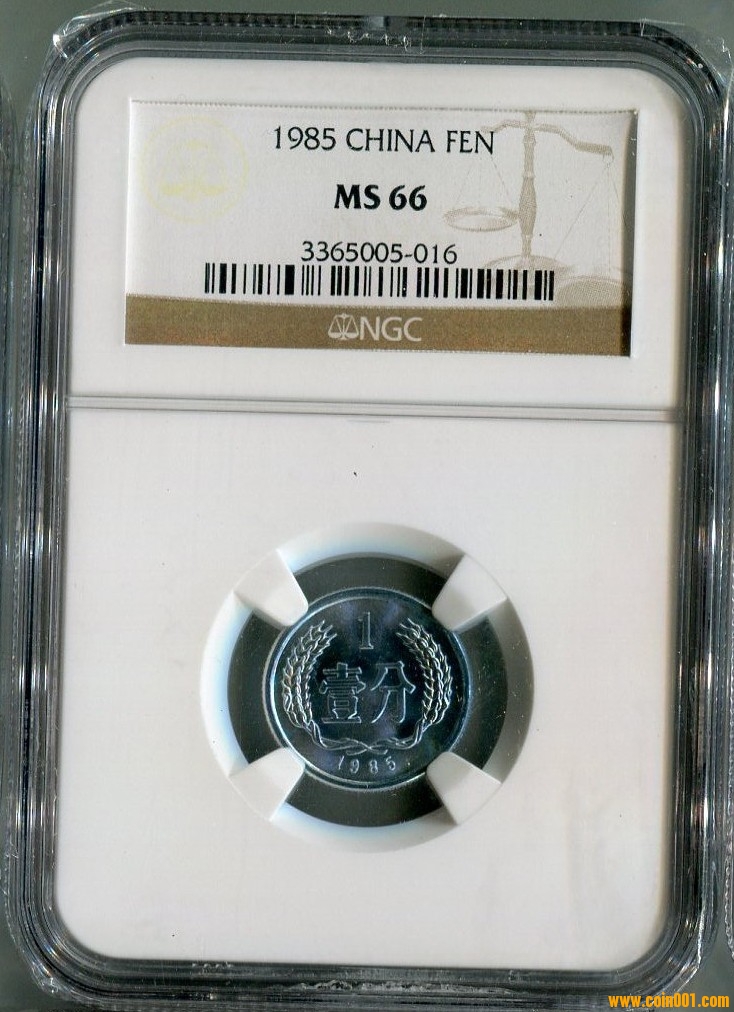 1985 CHINA FEN
MS 66
3365005-016
NGC
1
壹分
1985
www.coin001.com